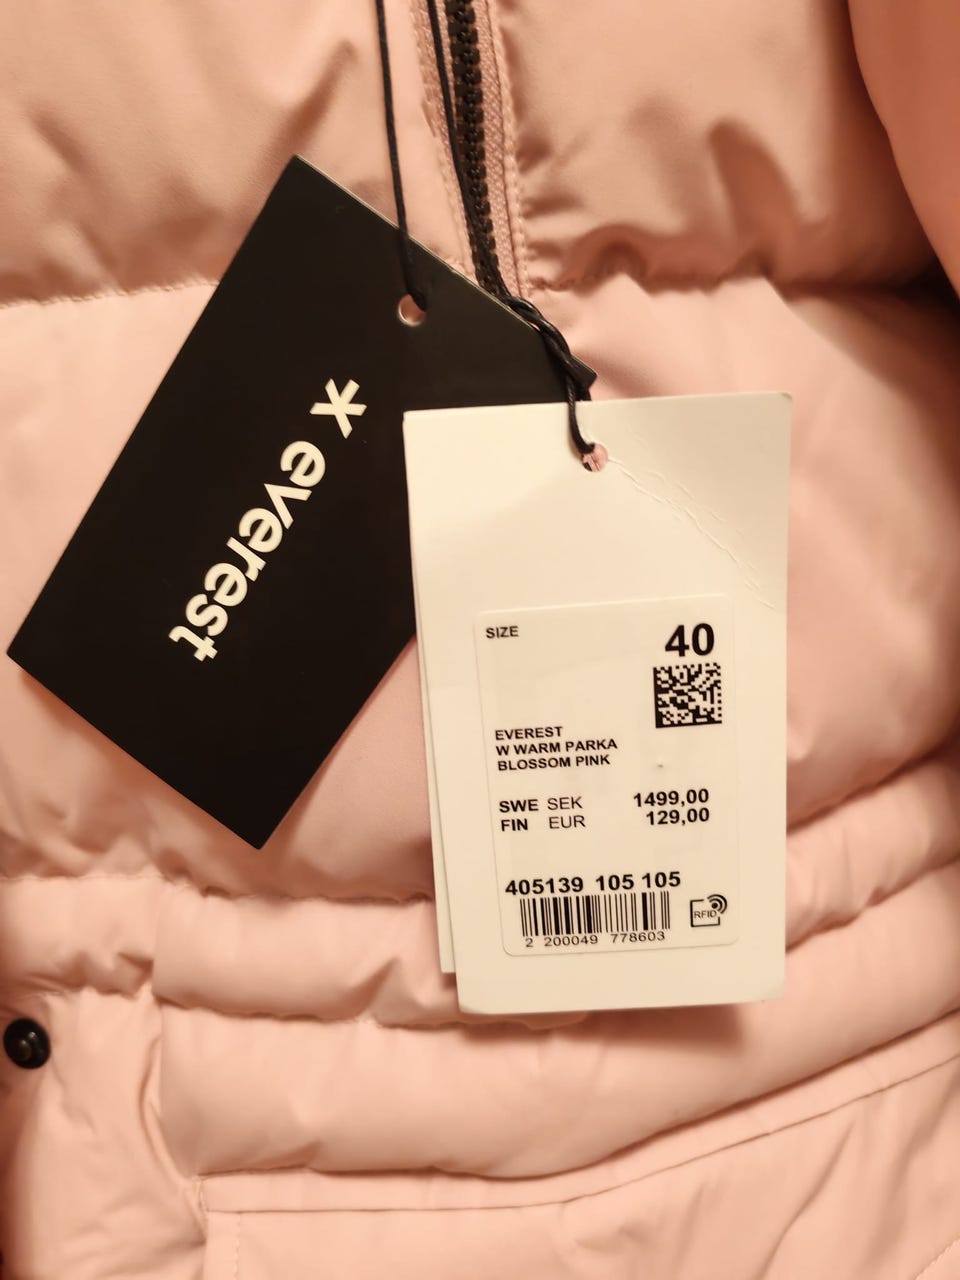 everest
SIZE 40
EVEREST
W WARM PARKA
BLOSSOM PINK
SWE SEK 1499,00
FIN EUR 129,00
405139 105 105
RFID
2 200049 778603